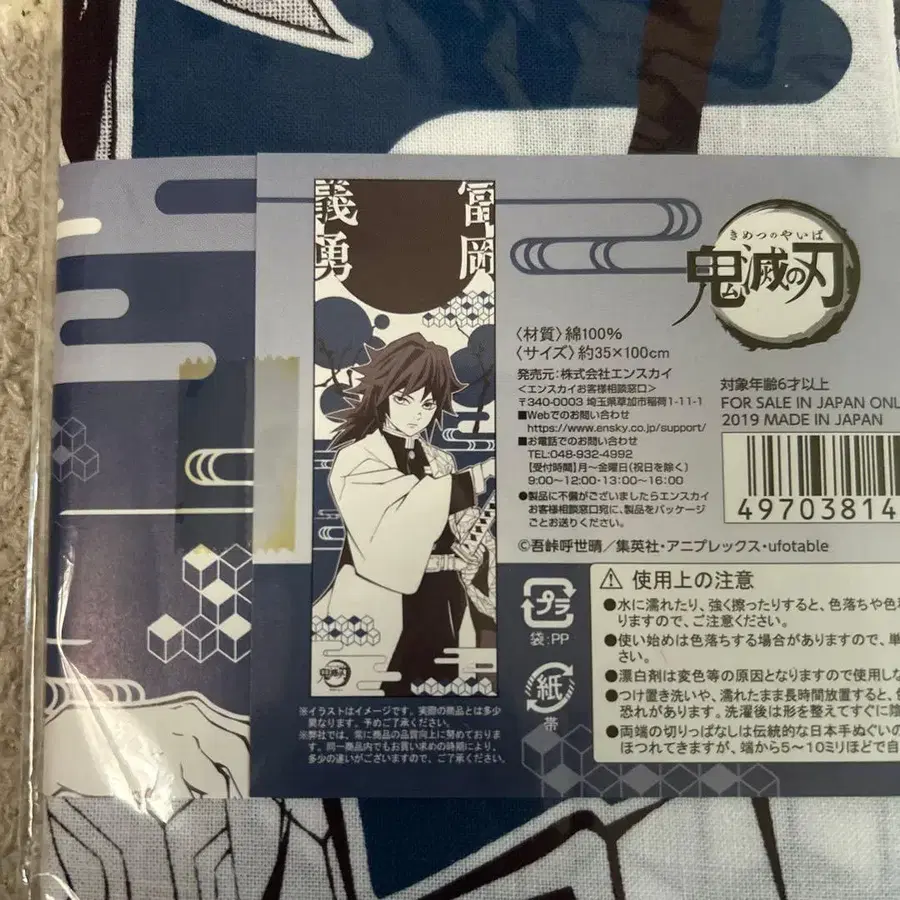 冨岡
義勇
きめつのやいば
鬼滅の刃
〈材質〉綿100%
〈サイズ〉約35×100cm
発売元:株式会社エンスカイ
<エンスカイお客様相談窓口>
〒340-0003 埼玉県草加市稲荷1-11-1
■Webでのお問い合わせ
https://www.ensky.co.jp/support/
■お電話でのお問い合わせ
TEL:048-932-4992
【受付時間】月〜金曜日(祝日を除く)
9:00〜12:00・13:00〜16:00
●製品に不備がございましたらエンスカイ
お客様相談窓口宛に、製品をパッケージ
ごとお送りください。
対象年齢6才以上
FOR SALE IN JAPAN ONL
2019 MADE IN JAPAN
49703814
©吾峠呼世晴/集英社・アニプレックス・ufotable
プラ
袋:PP
紙
帯
⚠使用上の注意
●水に濡れたり、強く擦ったりすると、色落ちや色
りますので、ご注意ください。
●使い始めは色落ちする場合がありますので、単
さい。
●漂白剤は変色等の原因となりますので使用しな
●つけ置き洗いや、濡れたまま長時間放置すると、色
恐れがあります。洗濯後は形を整えてすぐに陰
●両端の切りっぱなしは伝統的な日本手ぬぐいの
ほつれてきますが、端から5〜10ミリほどで自
鬼滅の刃
※イラストはイメージです。実際の商品とは多少
異なります。予めご了承ください。
※弊社では、常に商品の品質向上に努めておりま
す。同一商品内でもお買い求めの時期により、
多少の違いがございますので、ご了承ください。